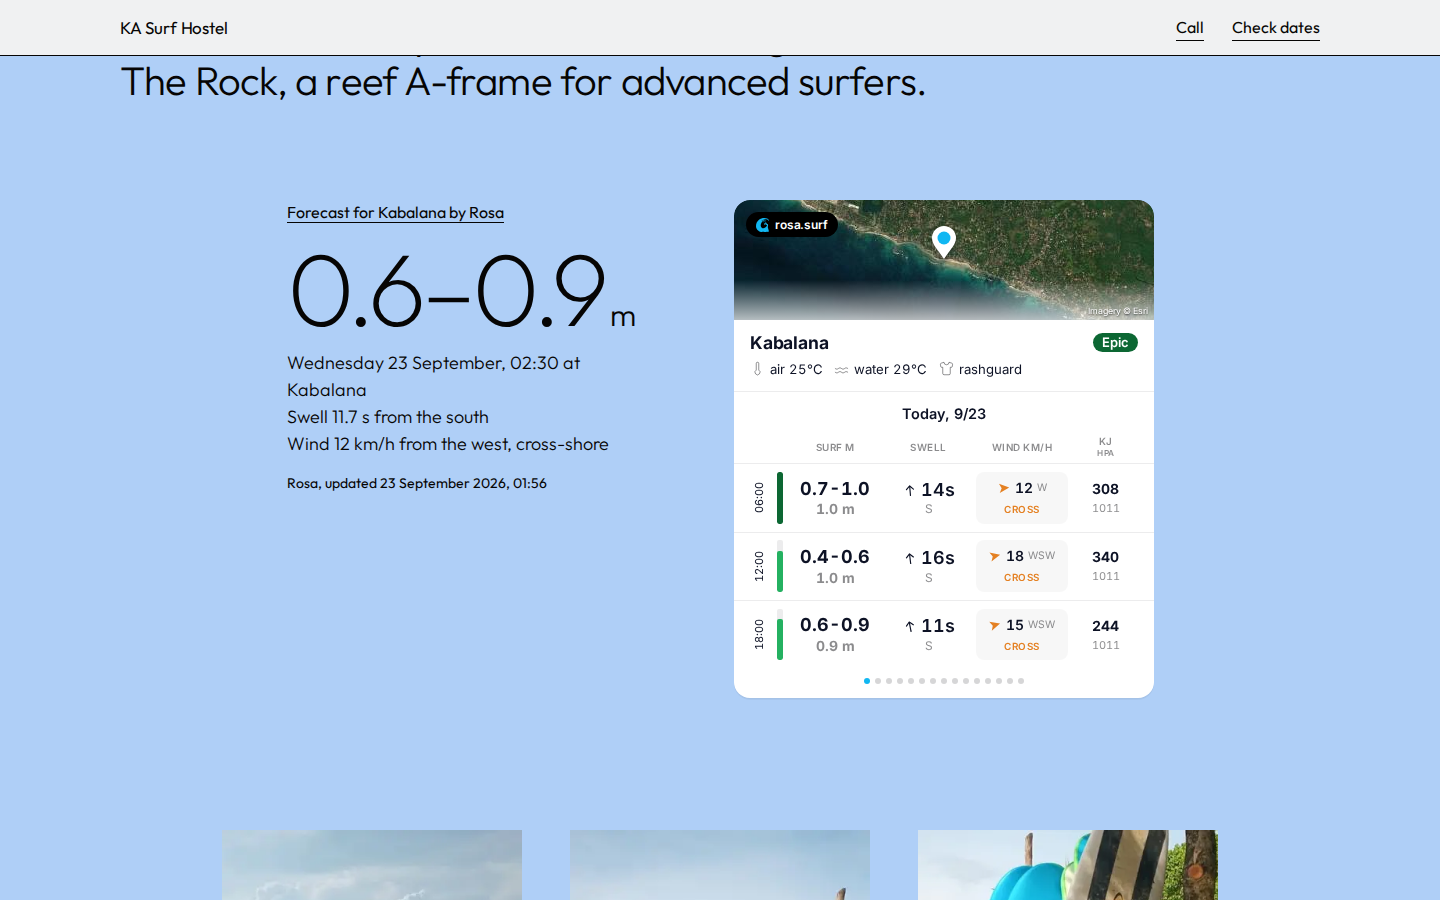 KA Surf Hostel
Call
Check dates
The Rock, a reef A-frame for advanced surfers.
Forecast for Kabalana by Rosa
0.6–0.9 m
Wednesday 23 September, 02:30 at
Kabalana
Swell 11.7 s from the south
Wind 12 km/h from the west, cross-shore
Rosa, updated 23 September 2026, 01:56
rosa.surf
Imagery © Esri
Kabalana
Epic
air 25°C water 29°C rashguard
Today, 9/23
SURF M SWELL WIND KM/H KJ
HPA
06:00 0.7-1.0 14s 12 W 308
1.0 m S CROSS 1011
12:00 0.4-0.6 16s 18 WSW 340
1.0 m S CROSS 1011
18:00 0.6-0.9 11s 15 WSW 244
0.9 m S CROSS 1011